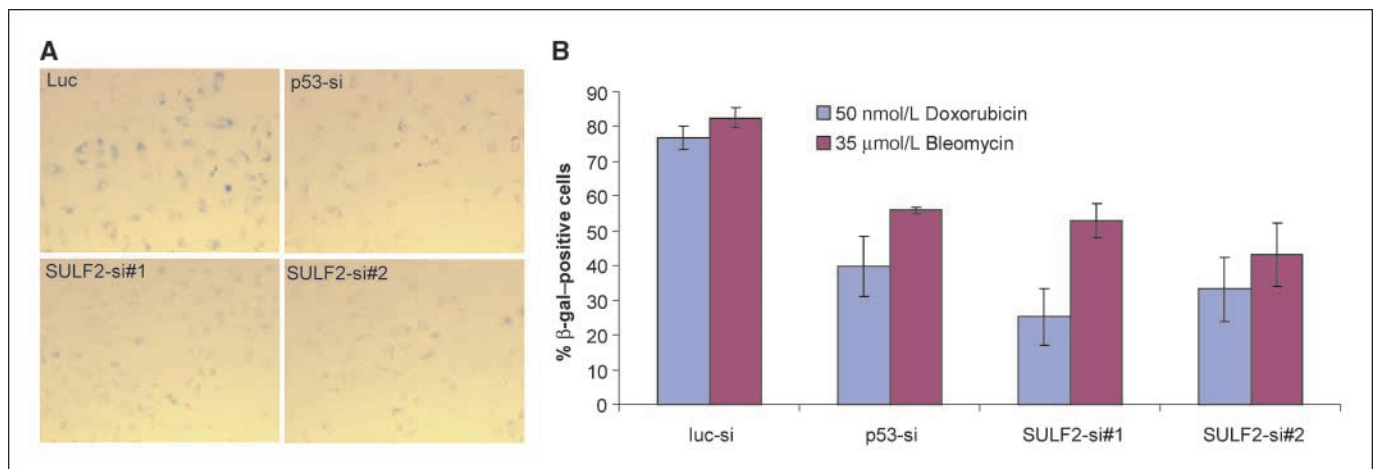 A
Luc
p53-si
SULF2-si#1
SULF2-si#2
B
% β-gal–positive cells
90
80
70
60
50
40
30
20
10
0
50 nmol/L Doxorubicin
35 μmol/L Bleomycin
luc-si
p53-si
SULF2-si#1
SULF2-si#2